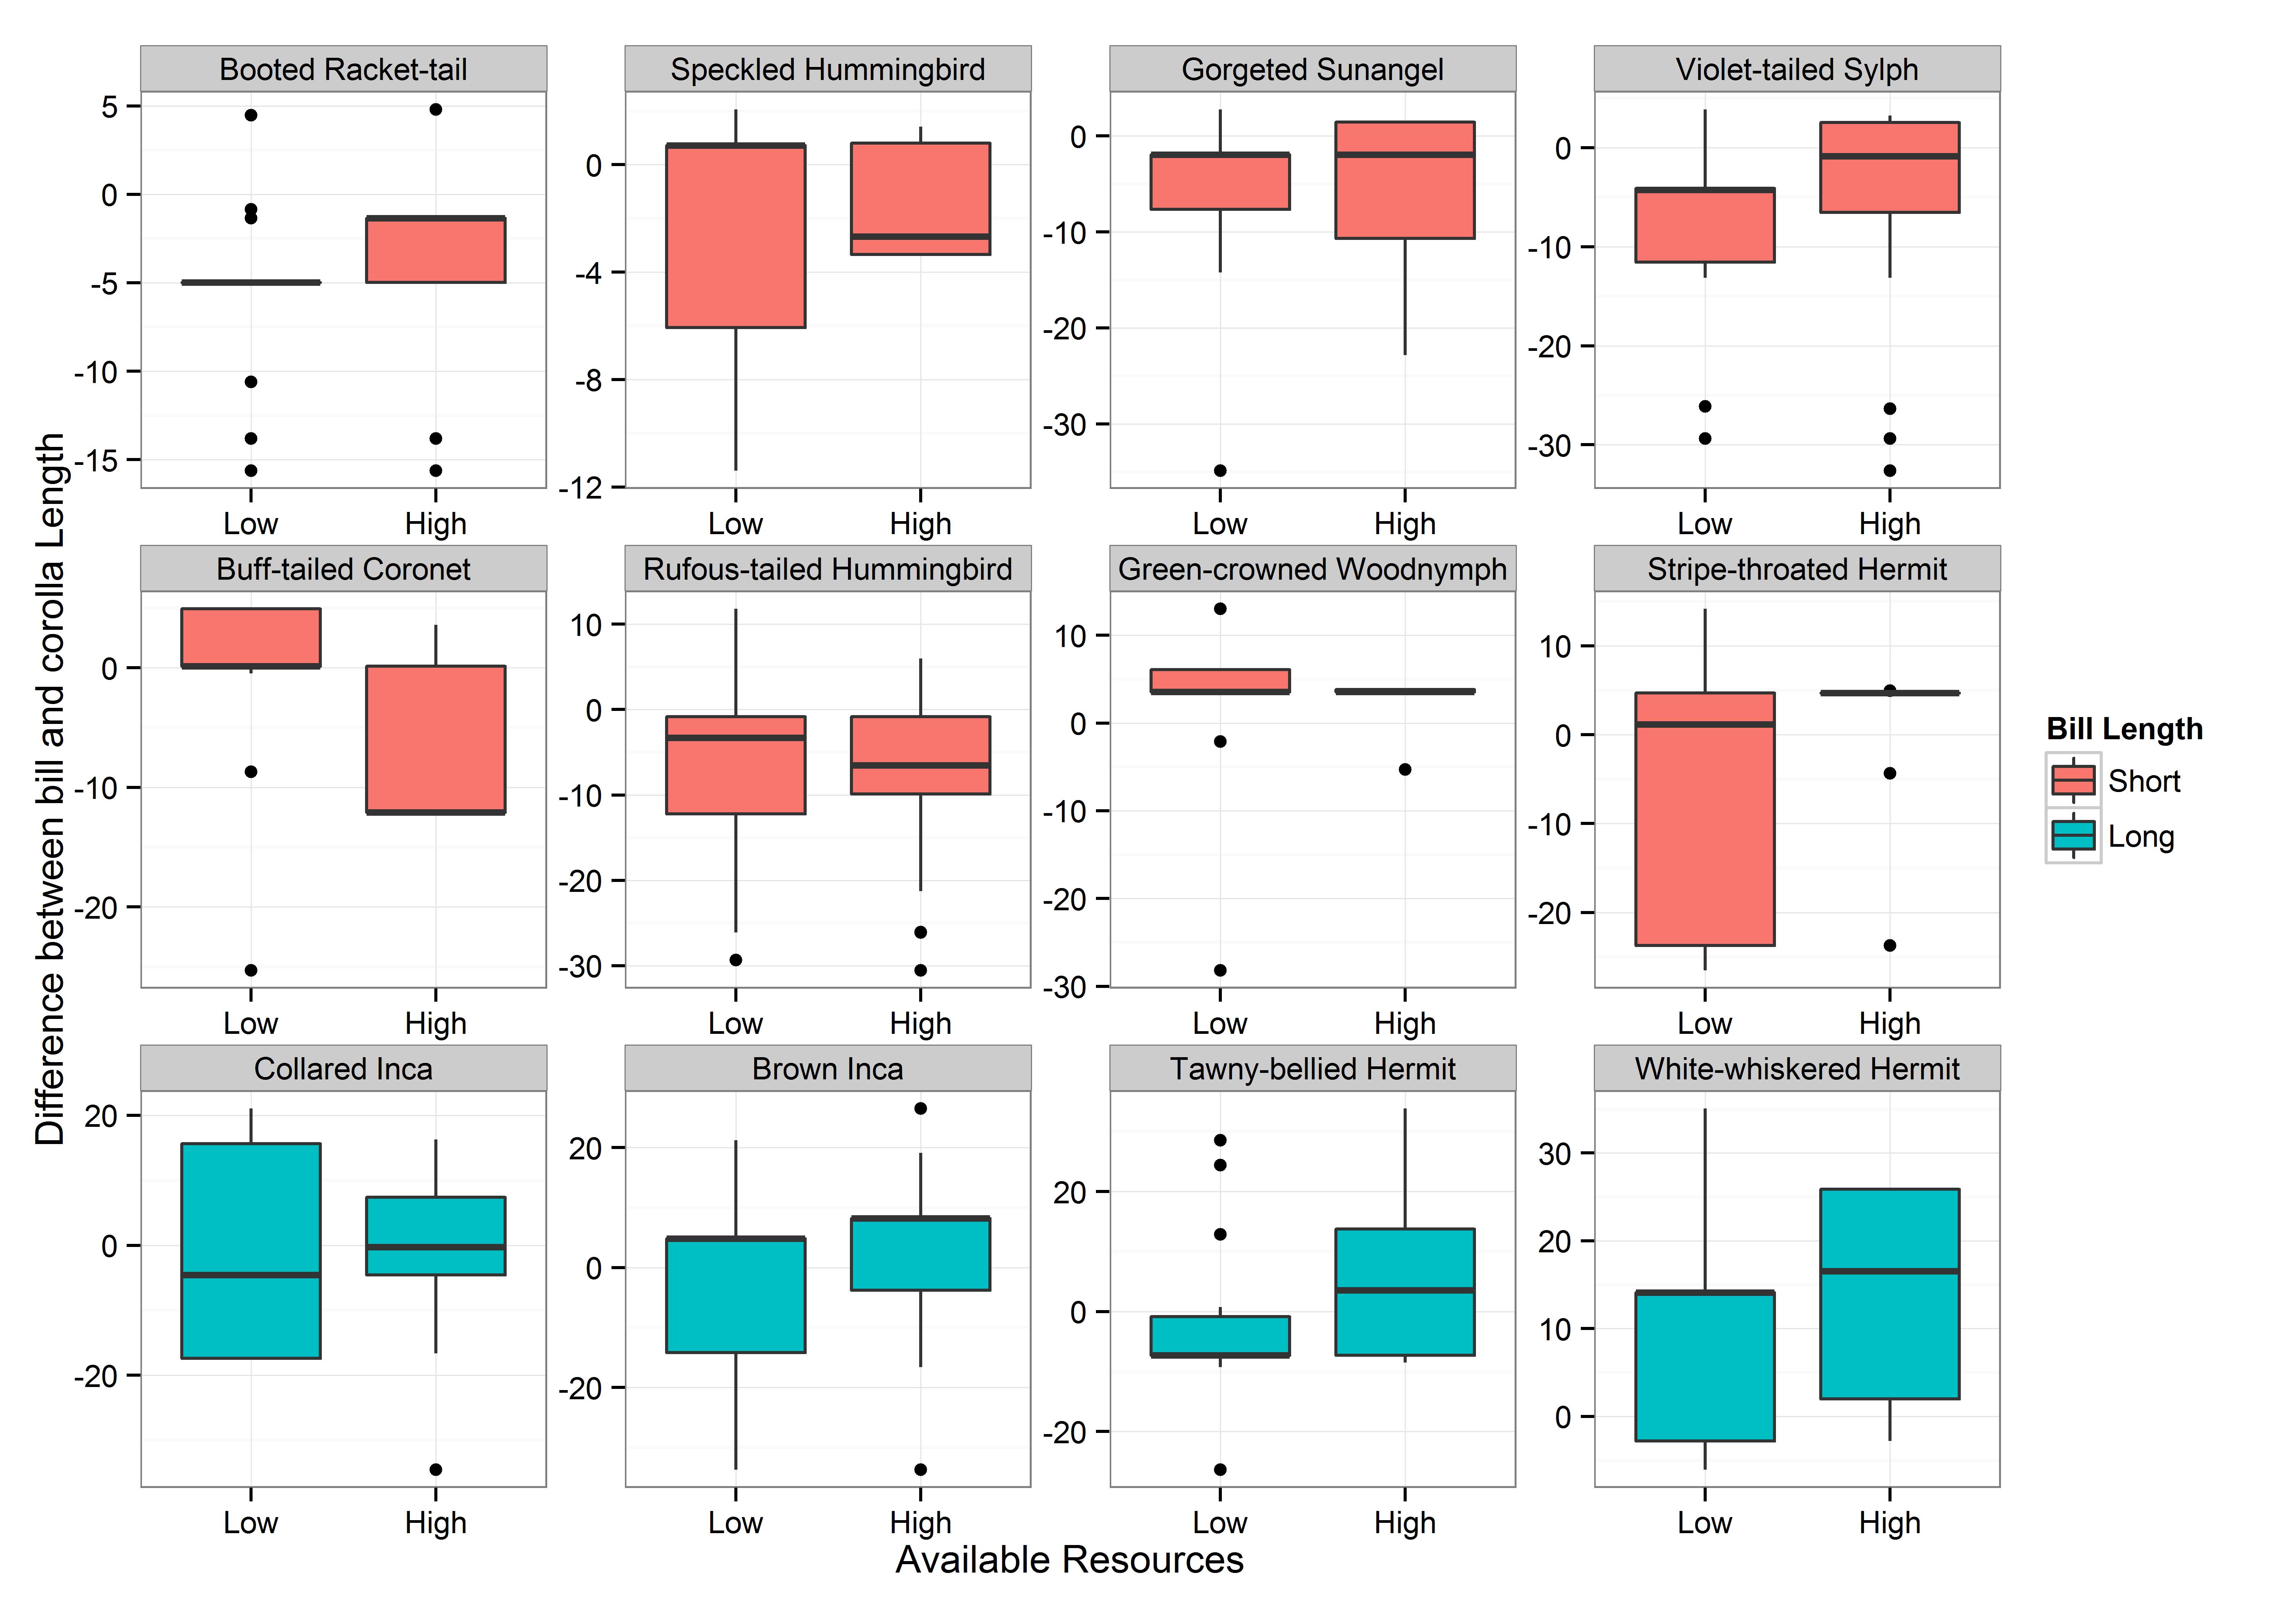 Difference between bill and corolla Length
Booted Racket-tail
5
0
-5
-10
-15
Low
High
Speckled Hummingbird
0
-4
-8
-12
Low
High
Gorgeted Sunangel
0
-10
-20
-30
Low
High
Violet-tailed Sylph
0
-10
-20
-30
Low
High
Buff-tailed Coronet
0
-10
-20
Low
High
Rufous-tailed Hummingbird
10
0
-10
-20
-30
Low
High
Green-crowned Woodnymph
10
0
-10
-20
-30
Low
High
Stripe-throated Hermit
10
0
-10
-20
Low
High
Collared Inca
20
0
-20
Low
High
Brown Inca
20
0
-20
Low
High
Tawny-bellied Hermit
20
0
-20
Low
High
White-whiskered Hermit
30
20
10
0
Low
High
Available Resources
Bill Length
Short
Long